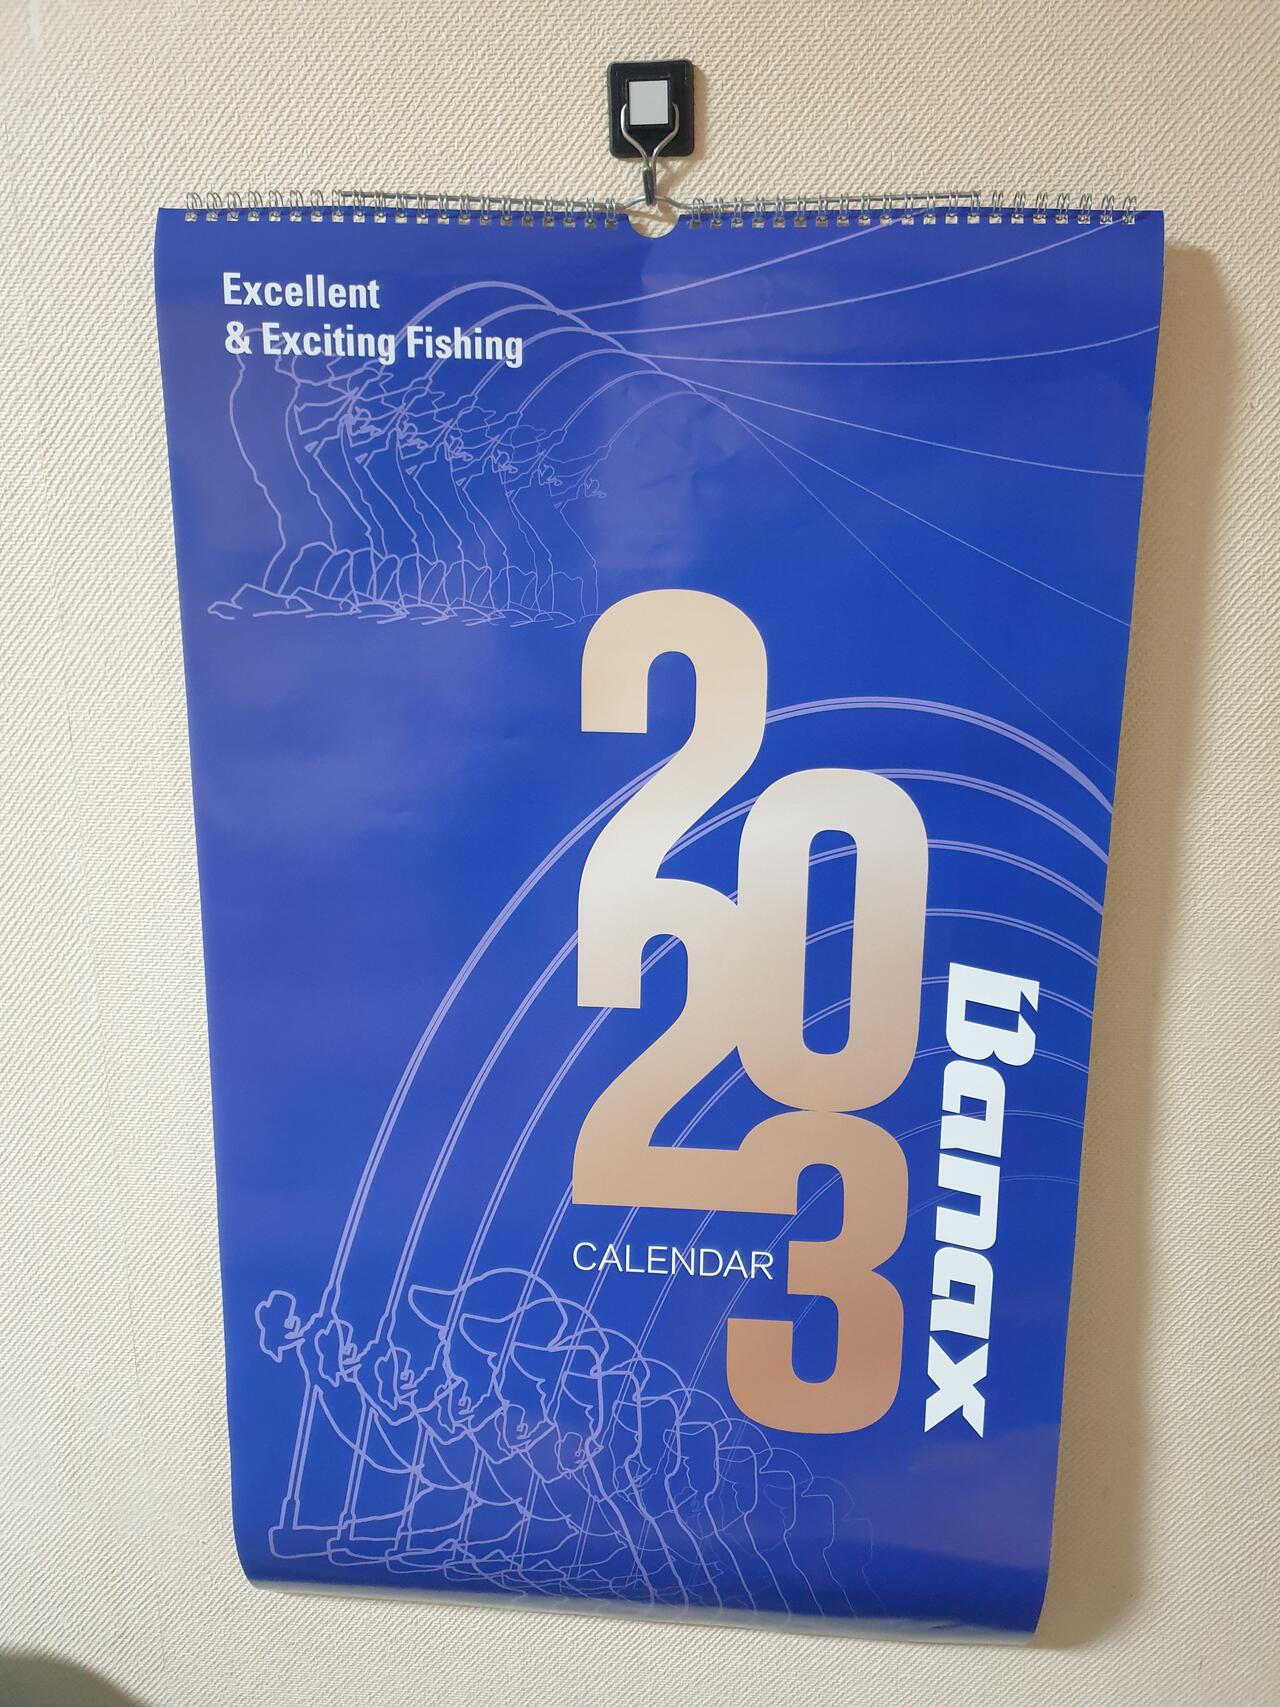 Excellent
& Exciting Fishing
2023
CALENDAR
Banax